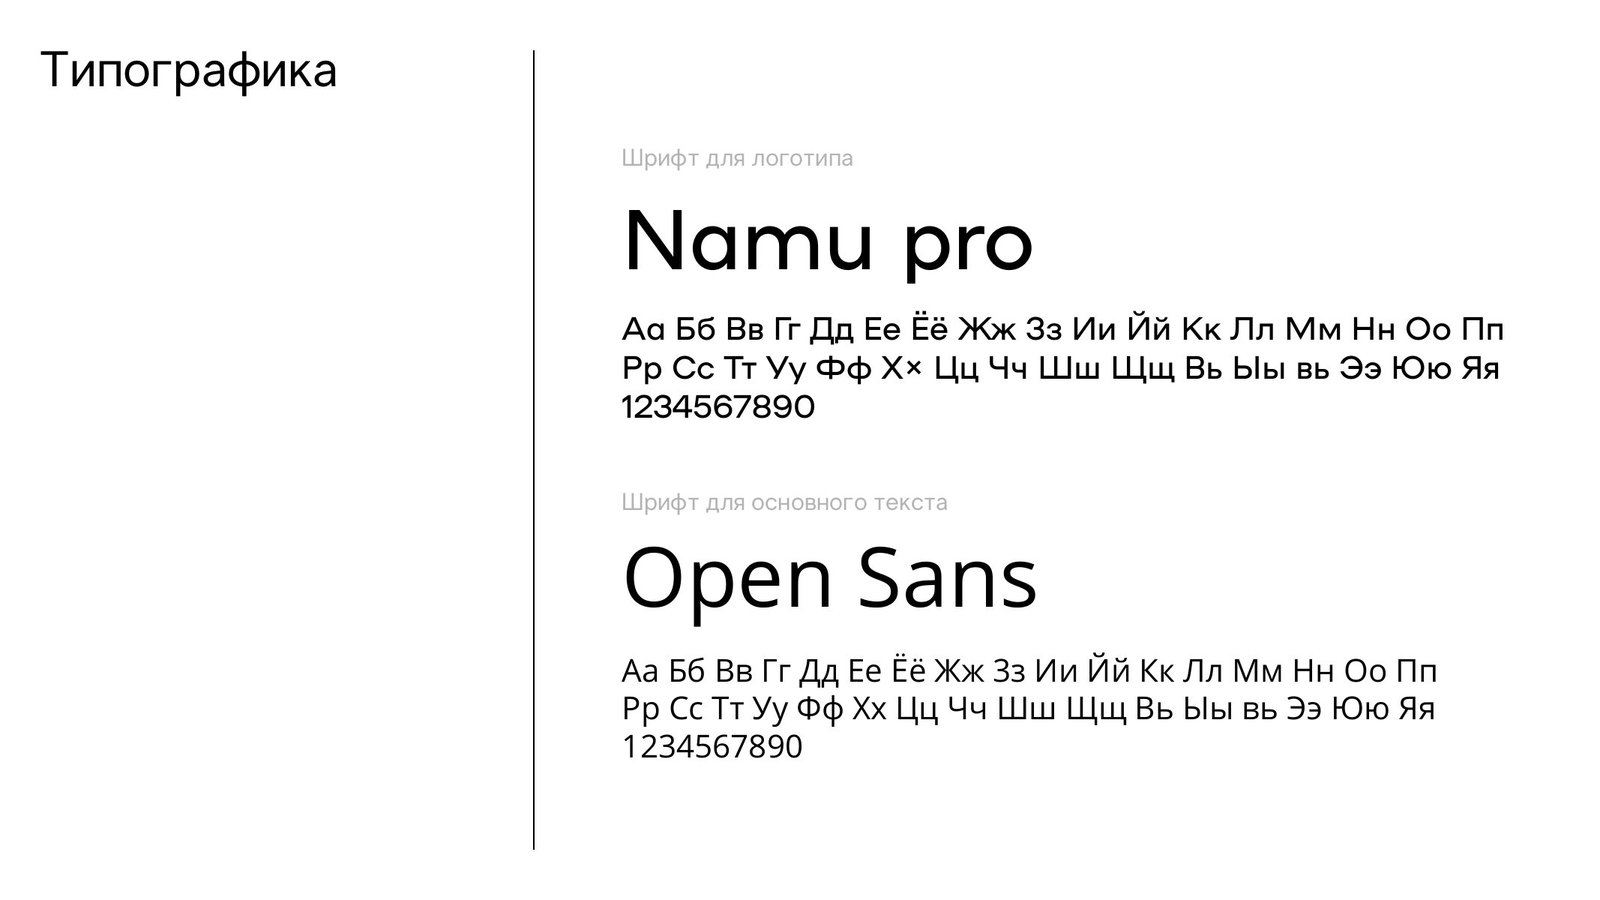 Типографика
Шрифт для логотипа
Namu pro
Аа Бб Вв Гг Дд Ее Ёё Жж Зз Ии Йй Кк Лл Мм Нн Оо Пп
Рр Сс Тт Уу Фф Х× Цц Чч Шш Щщ Вь Ыы вь Ээ Юю Яя
1234567890
Шрифт для основного текста
Open Sans
Аа Бб Вв Гг Дд Ее Ёё Жж Зз Ии Йй Кк Лл Мм Нн Оо Пп
Рр Сс Тт Уу Фф Хх Цц Чч Шш Щщ Вь Ыы вь Ээ Юю Яя
1234567890